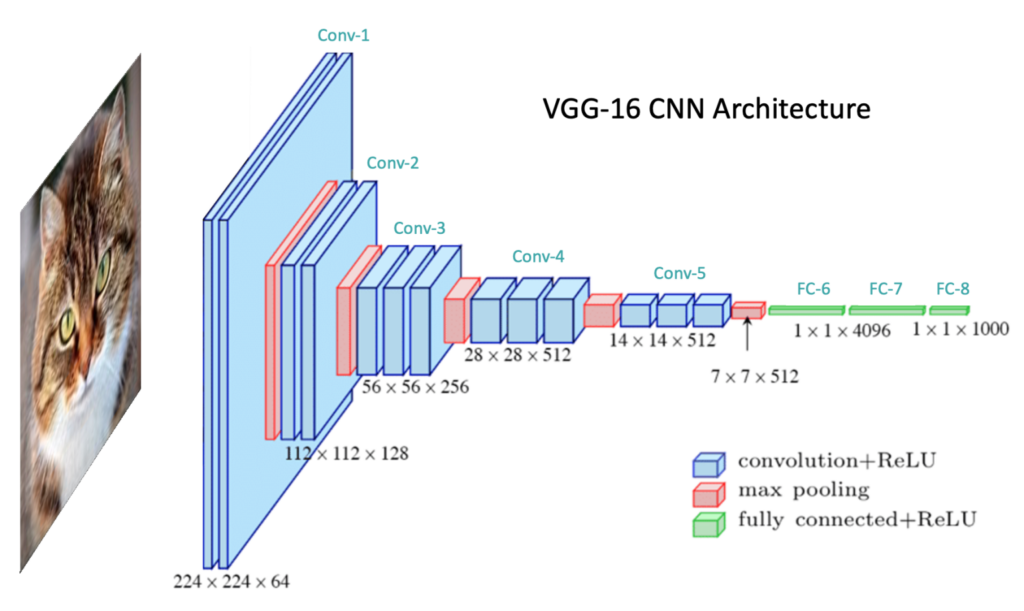 Conv-1
VGG-16 CNN Architecture
Conv-2
Conv-3
Conv-4
Conv-5
FC-6
FC-7
FC-8
1 × 1 × 4096
1 × 1 × 1000
14 × 14 × 512
28 × 28 × 512
7 × 7 × 512
56 × 56 × 256
112 × 112 × 128
convolution+ReLU
max pooling
fully connected+ReLU
224 × 224 × 64